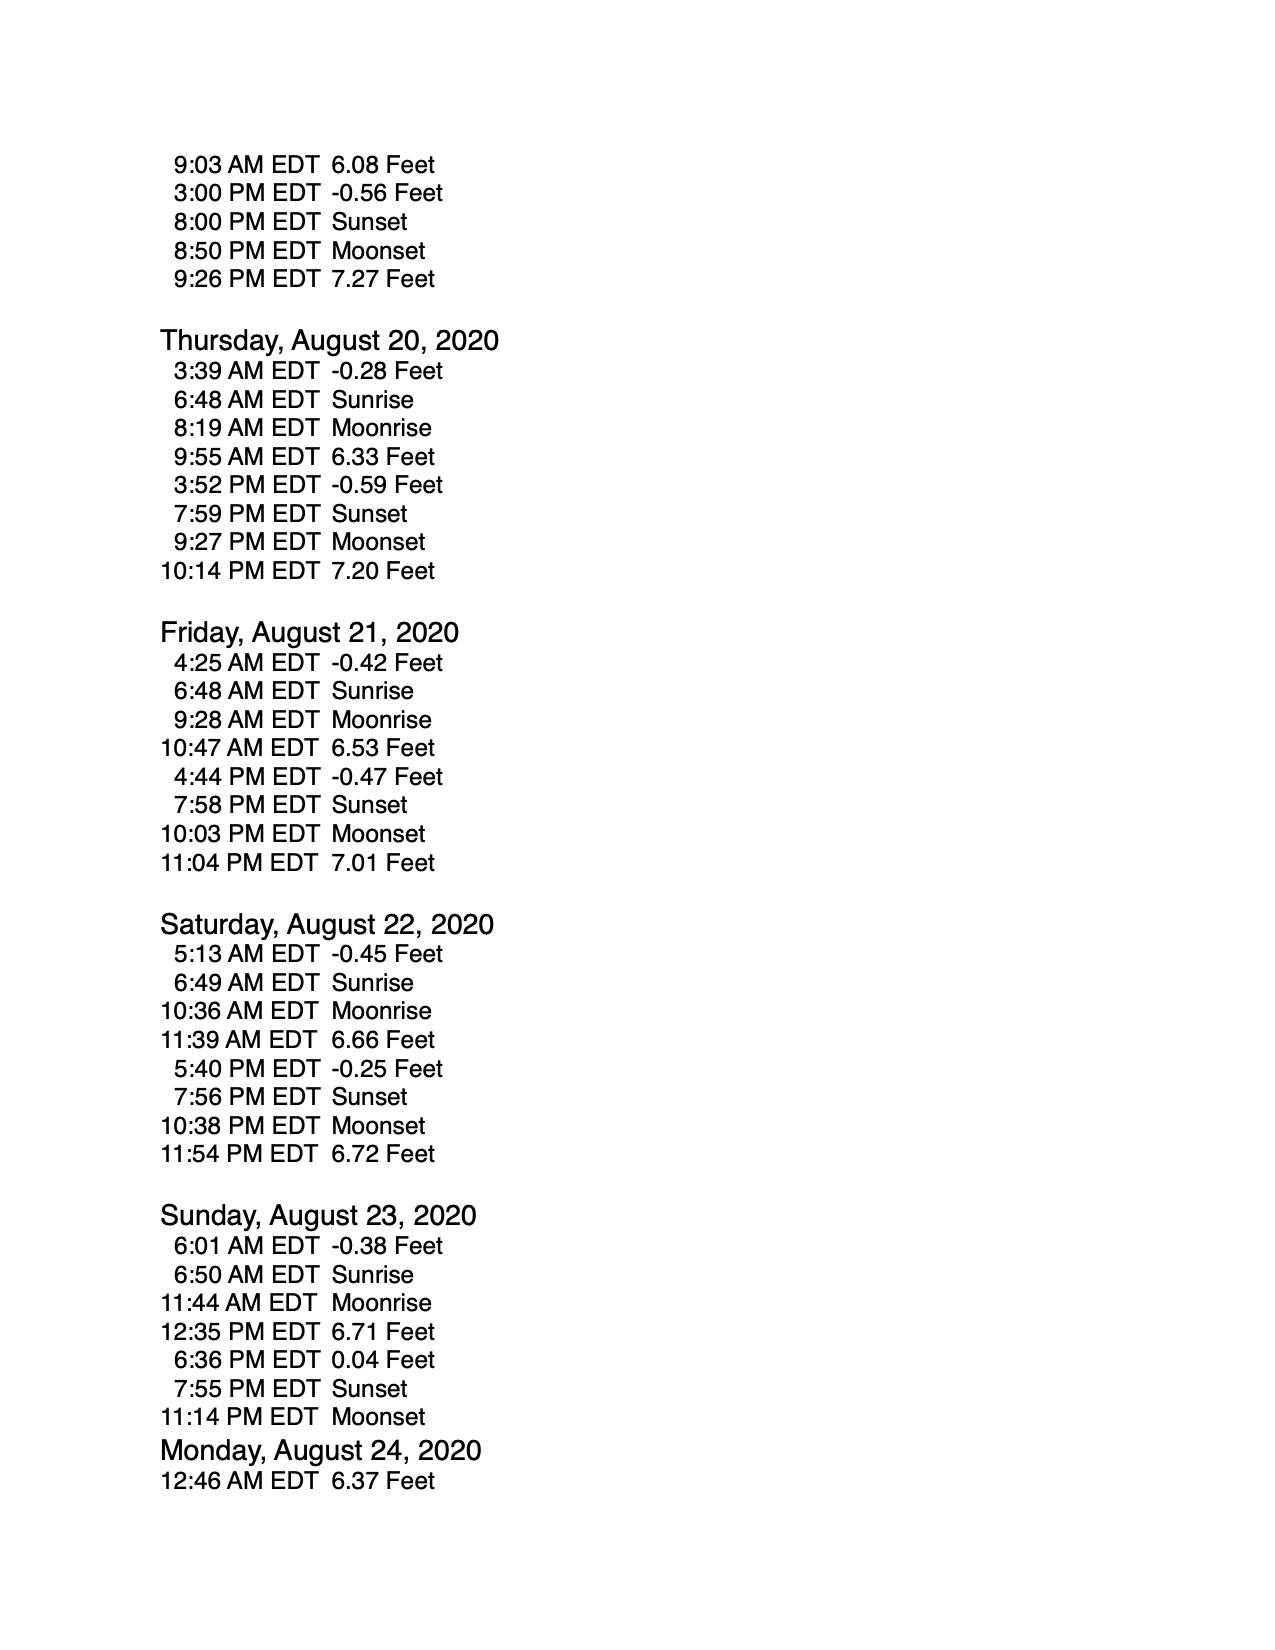 9:03 AM EDT 6.08 Feet
3:00 PM EDT -0.56 Feet
8:00 PM EDT Sunset
8:50 PM EDT Moonset
9:26 PM EDT 7.27 Feet
Thursday, August 20, 2020
3:39 AM EDT -0.28 Feet
6:48 AM EDT Sunrise
8:19 AM EDT Moonrise
9:55 AM EDT 6.33 Feet
3:52 PM EDT -0.59 Feet
7:59 PM EDT Sunset
9:27 PM EDT Moonset
10:14 PM EDT 7.20 Feet
Friday, August 21, 2020
4:25 AM EDT -0.42 Feet
6:48 AM EDT Sunrise
9:28 AM EDT Moonrise
10:47 AM EDT 6.53 Feet
4:44 PM EDT -0.47 Feet
7:58 PM EDT Sunset
10:03 PM EDT Moonset
11:04 PM EDT 7.01 Feet
Saturday, August 22, 2020
5:13 AM EDT -0.45 Feet
6:49 AM EDT Sunrise
10:36 AM EDT Moonrise
11:39 AM EDT 6.66 Feet
5:40 PM EDT -0.25 Feet
7:56 PM EDT Sunset
10:38 PM EDT Moonset
11:54 PM EDT 6.72 Feet
Sunday, August 23, 2020
6:01 AM EDT -0.38 Feet
6:50 AM EDT Sunrise
11:44 AM EDT Moonrise
12:35 PM EDT 6.71 Feet
6:36 PM EDT 0.04 Feet
7:55 PM EDT Sunset
11:14 PM EDT Moonset
Monday, August 24, 2020
12:46 AM EDT 6.37 Feet